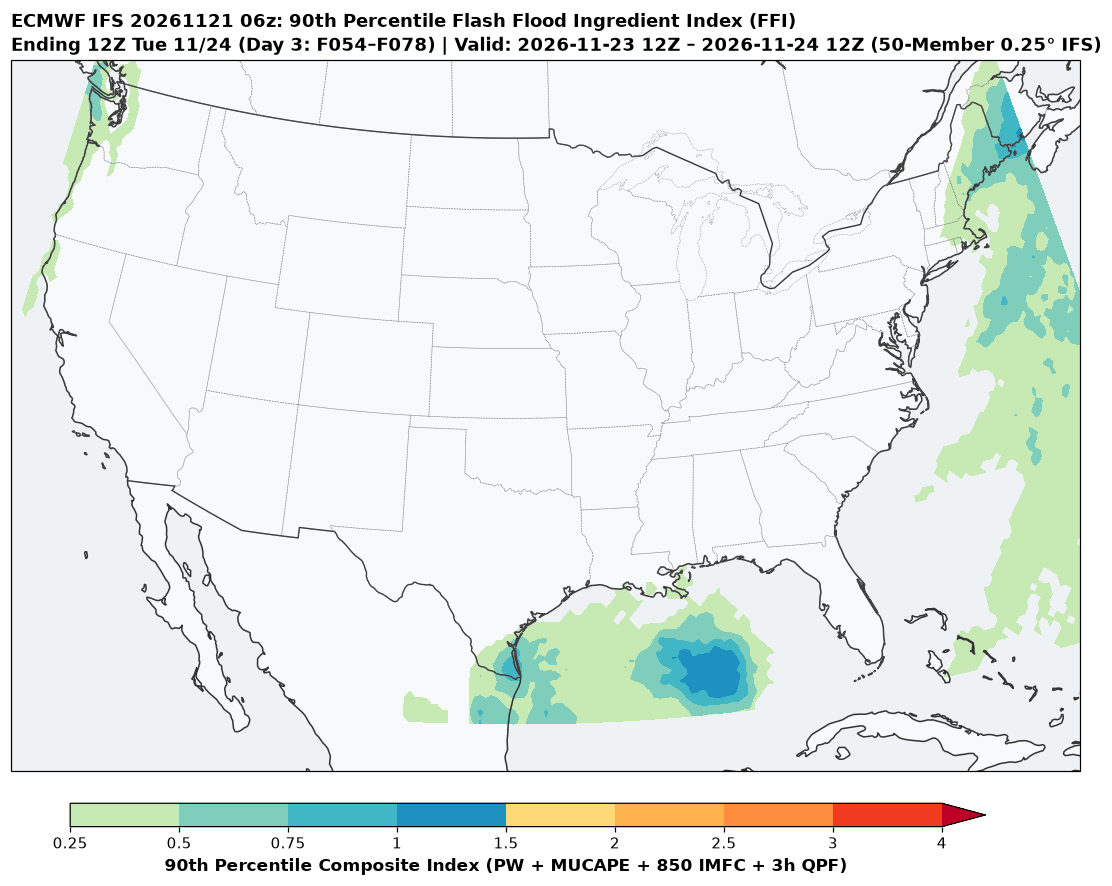 ECMWF IFS 20261121 06z: 90th Percentile Flash Flood Ingredient Index (FFI)
Ending 12Z Tue 11/24 (Day 3: F054–F078) | Valid: 2026-11-23 12Z – 2026-11-24 12Z (50-Member 0.25° IFS)
0.25 0.5 0.75 1 1.5 2 2.5 3 4
90th Percentile Composite Index (PW + MUCAPE + 850 IMFC + 3h QPF)